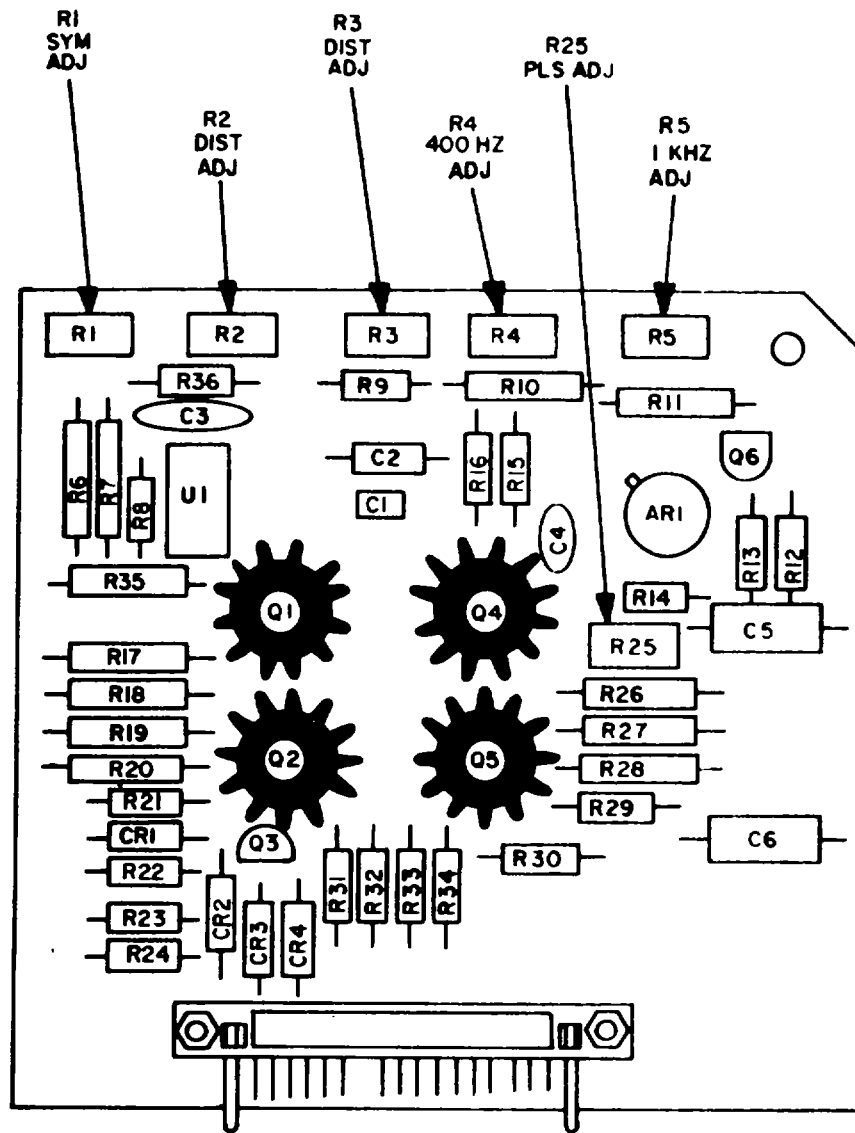 R1
SYM
ADJ
R2
DIST
ADJ
R3
DIST
ADJ
R4
400 HZ
ADJ
R25
PLS ADJ
R5
1 KHZ
ADJ
R1
R2
R3
R4
R5
R36
R9
R10
R11
C3
C2
C1
R16
R15
Q6
R6
R7
R8
U1
C4
AR1
R13
R12
R35
Q1
Q4
R14
C5
R25
R17
R18
R19
R20
R21
CR1
R22
R23
R24
Q2
Q5
R26
R27
R28
R29
R30
C6
Q3
CR2
CR3
CR4
R31
R32
R33
R34